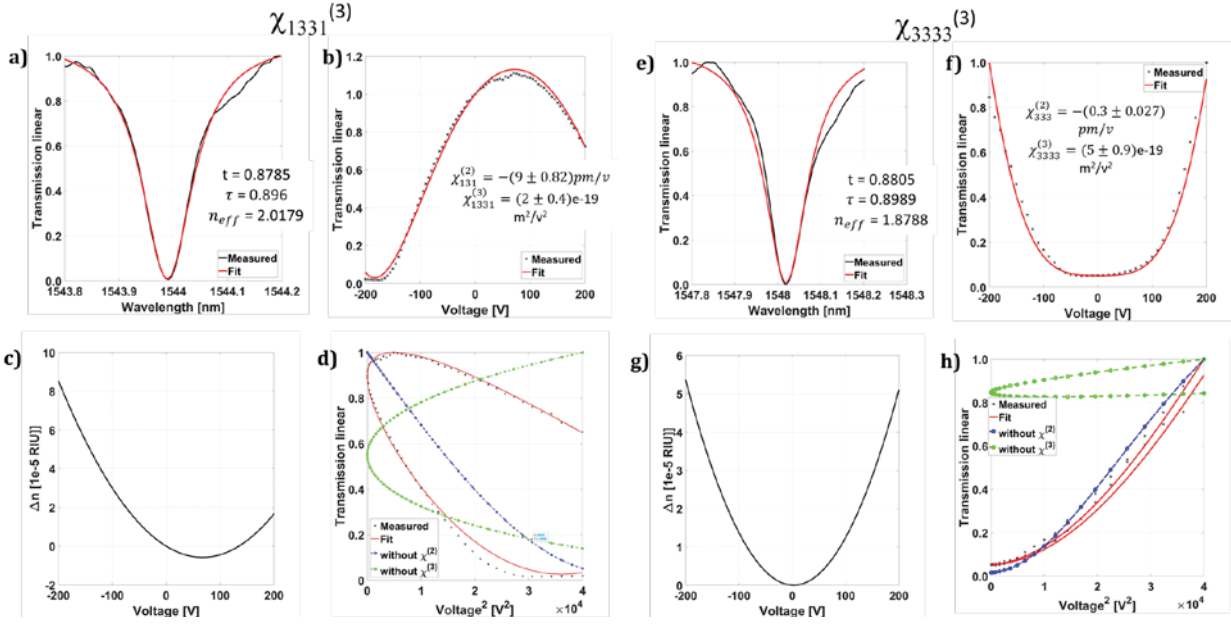 χ1331(3)
χ3333(3)
a)
Transmission linear
1.0
0.8
0.6
0.4
0.2
0.0
1543.8
1543.9
1544
1544.1
1544.2
Wavelength [nm]
t = 0.8785
τ = 0.896
neff = 2.0179
Measured
Fit
b)
Transmission linear
1.2
1.0
0.8
0.6
0.4
0.2
0.0
-200
-100
0
100
200
Voltage [V]
χ131(2) = −(9 ± 0.82)pm/v
χ1331(3) = (2 ± 0.4)e-19
m²/v²
Measured
Fit
e)
Transmission linear
1.0
0.8
0.6
0.4
0.2
0.0
1547.8
1547.9
1548
1548.1
1548.2
1548.3
Wavelength [nm]
t = 0.8805
τ = 0.8989
neff = 1.8788
Measured
Fit
f)
Transmission linear
1.0
0.8
0.6
0.4
0.2
0.0
-200
-100
0
100
200
Voltage [V]
Measured
Fit
χ333(2) = −(0.3 ± 0.027)
pm/v
χ3333(3) = (5 ± 0.9)e-19
m²/v²
c)
Δn [1e-5 RIU]]
10
8
6
4
2
0
-2
-200
-100
0
100
200
Voltage [V]
d)
Transmission linear
1
0.8
0.6
0.4
0.2
0
0
1
2
3
4
×10⁴
Voltage² [V²]
Measured
Fit
without χ(2)
without χ(3)
g)
Δn [1e-5 RIU]]
6
5
4
3
2
1
0
-200
-100
0
100
200
Voltage [V]
h)
Transmission linear
1.0
0.8
0.6
0.4
0.2
0.0
0
1
2
3
4
×10⁴
Voltage² [V²]
Measured
Fit
without χ(2)
without χ(3)